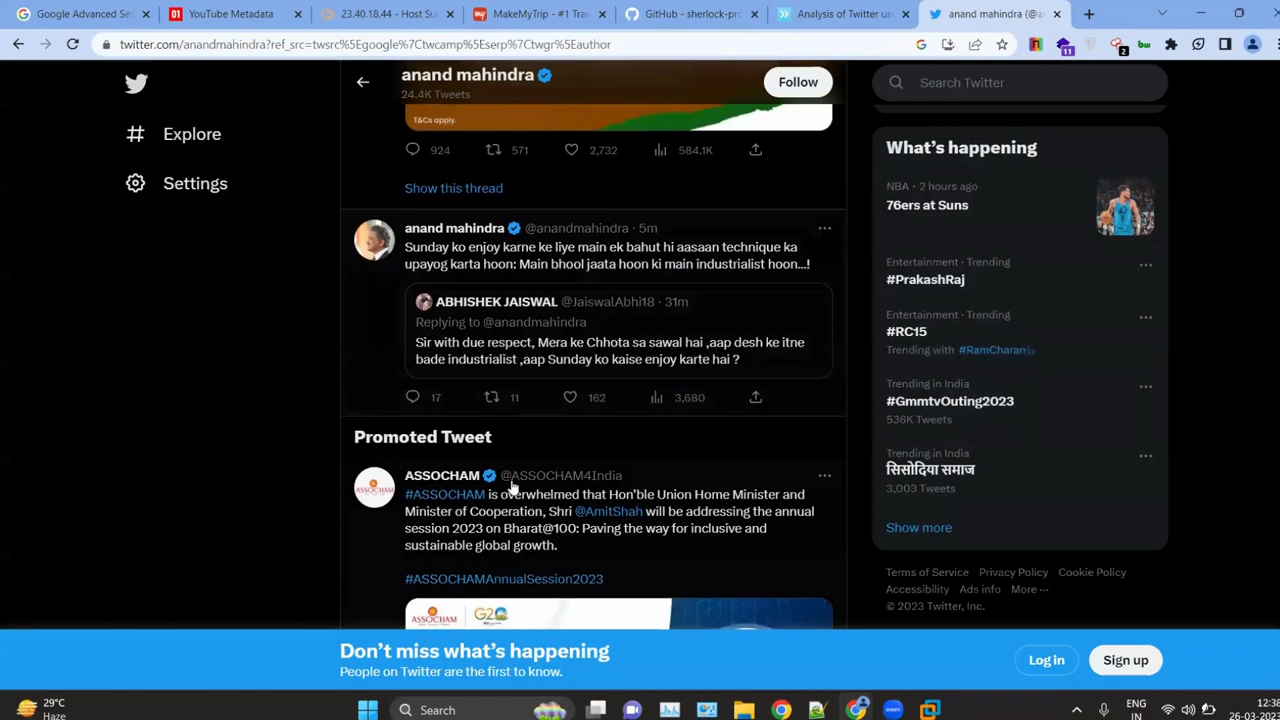 Google Advanced Se
YouTube Metadata
23.40.18.44 - Host Su
MakeMyTrip - #1 Trav
GitHub - sherlock-pro
Analysis of Twitter use
anand mahindra (@a
twitter.com/anandmahindra?ref_src=twsrc%5Egoogle%7Ctwcamp%5Eserp%7Ctwgr%5Eauthor
11
2
Explore
Settings
anand mahindra
24.4K Tweets
Follow
T&Cs apply.
924 571 2,732 584.1K
Show this thread
anand mahindra @anandmahindra · 5m
Sunday ko enjoy karne ke liye main ek bahut hi aasaan technique ka
upyog karta hoon: Main bhool jaata hoon ki main industrialist hoon...!
ABHISHEK JAISWAL @JaiswalAbhi18 · 31m
Replying to @anandmahindra
Sir with due respect, Mera ke Chhota sa sawal hai ,aap desh ke itne
bade industrialist ,aap Sunday ko kaise enjoy karte hai ?
17 11 162 3,680
Promoted Tweet
ASSOCHAM @ASSOCHAM4India
#ASSOCHAM is overwhelmed that Hon'ble Union Home Minister and
Minister of Cooperation, Shri @AmitShah will be addressing the annual
session 2023 on Bharat@100: Paving the way for inclusive and
sustainable global growth.
#ASSOCHAMAnnualSession2023
ASSOCHAM G20
Search Twitter
What's happening
NBA · 2 hours ago
76ers at Suns
Entertainment · Trending
#PrakashRaj
Entertainment · Trending
#RC15
Trending with #RamCharan
Trending in India
#GmmtvOuting2023
536K Tweets
Trending in India
सिसोदिया समाज
3,003 Tweets
Show more
Terms of Service Privacy Policy Cookie Policy
Accessibility Ads info More ···
© 2023 Twitter, Inc.
Don't miss what's happening
People on Twitter are the first to know.
Log in
Sign up
29°C
Haze
Search
ENG
IN
12:38
26-03-2023